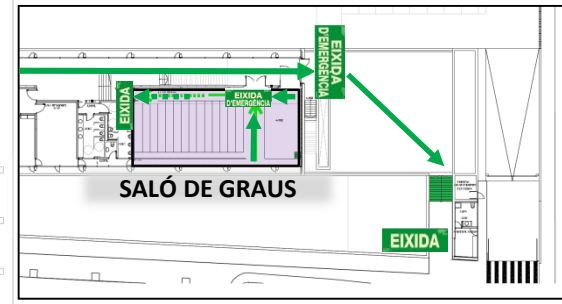 EIXIDA
D'EMERGÈNCIA
EIXIDA
EIXIDA
D'EMERGÈNCIA
SALÓ DE GRAUS
EIXIDA